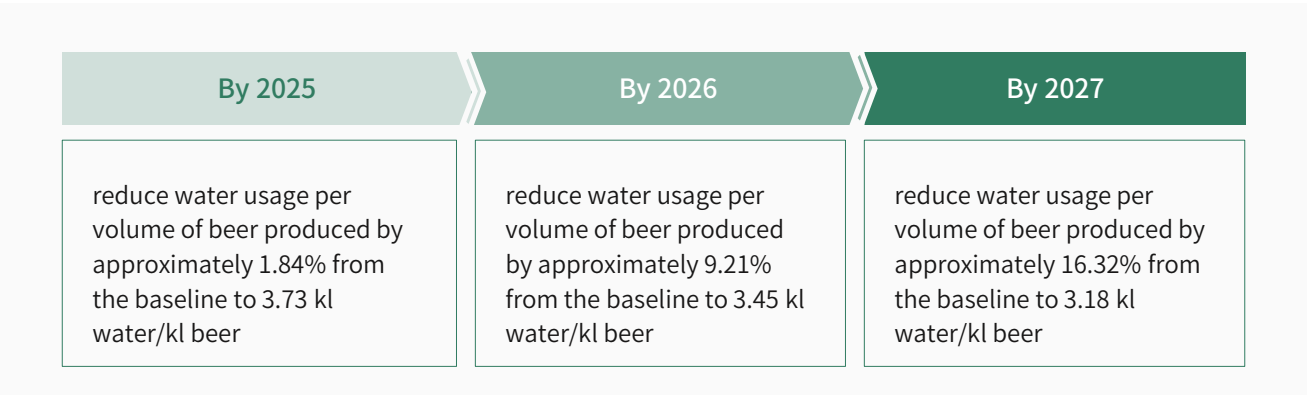 By 2025
reduce water usage per
volume of beer produced by
approximately 1.84% from
the baseline to 3.73 kl
water/kl beer
By 2026
reduce water usage per
volume of beer produced
by approximately 9.21%
from the baseline to 3.45 kl
water/kl beer
By 2027
reduce water usage per
volume of beer produced by
approximately 16.32% from
the baseline to 3.18 kl
water/kl beer